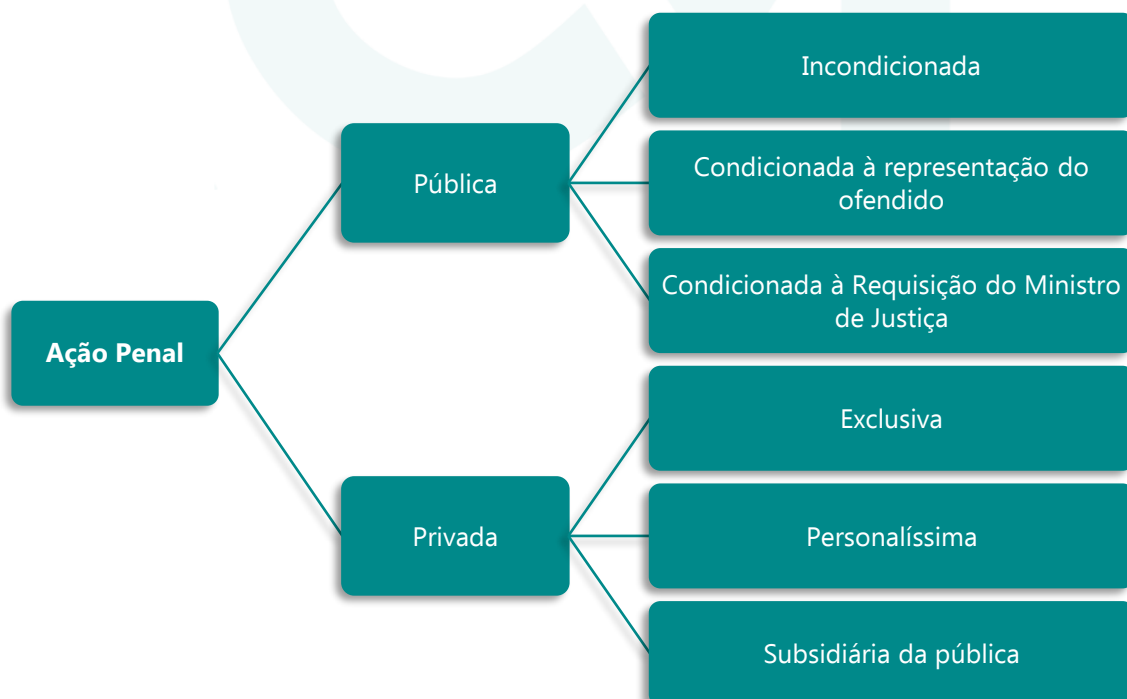 Ação Penal
Pública
Incondicionada
Condicionada à representação do
ofendido
Condicionada à Requisição do Ministro
de Justiça
Privada
Exclusiva
Personalíssima
Subsidiária da pública